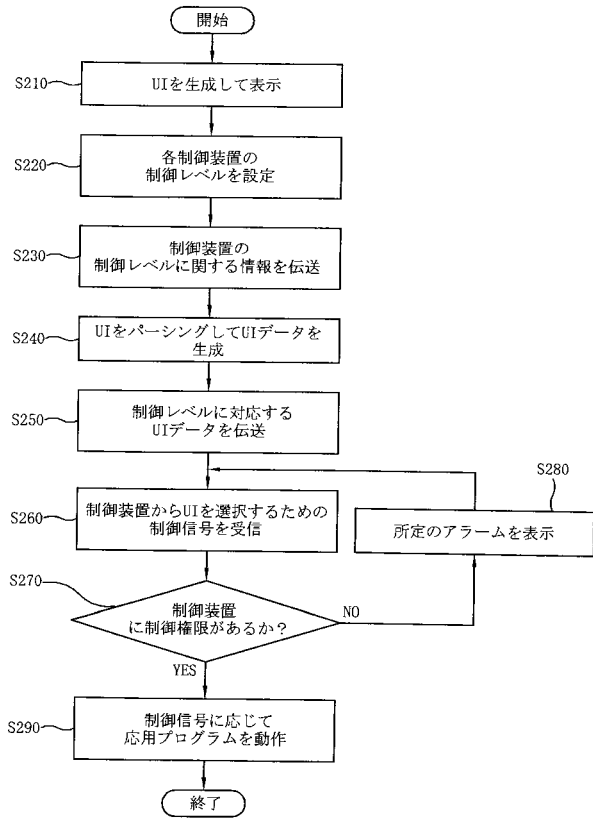 開始
S210
UIを生成して表示
S220
各制御装置の
制御レベルを設定
S230
制御装置の
制御レベルに関する情報を伝送
S240
UIをパーシングしてUIデータを
生成
S250
制御レベルに対応する
UIデータを伝送
S260
制御装置からUIを選択するための
制御信号を受信
S280
所定のアラームを表示
S270
制御装置
に制御権限があるか?
NO
YES
S290
制御信号に応じて
応用プログラムを動作
終了